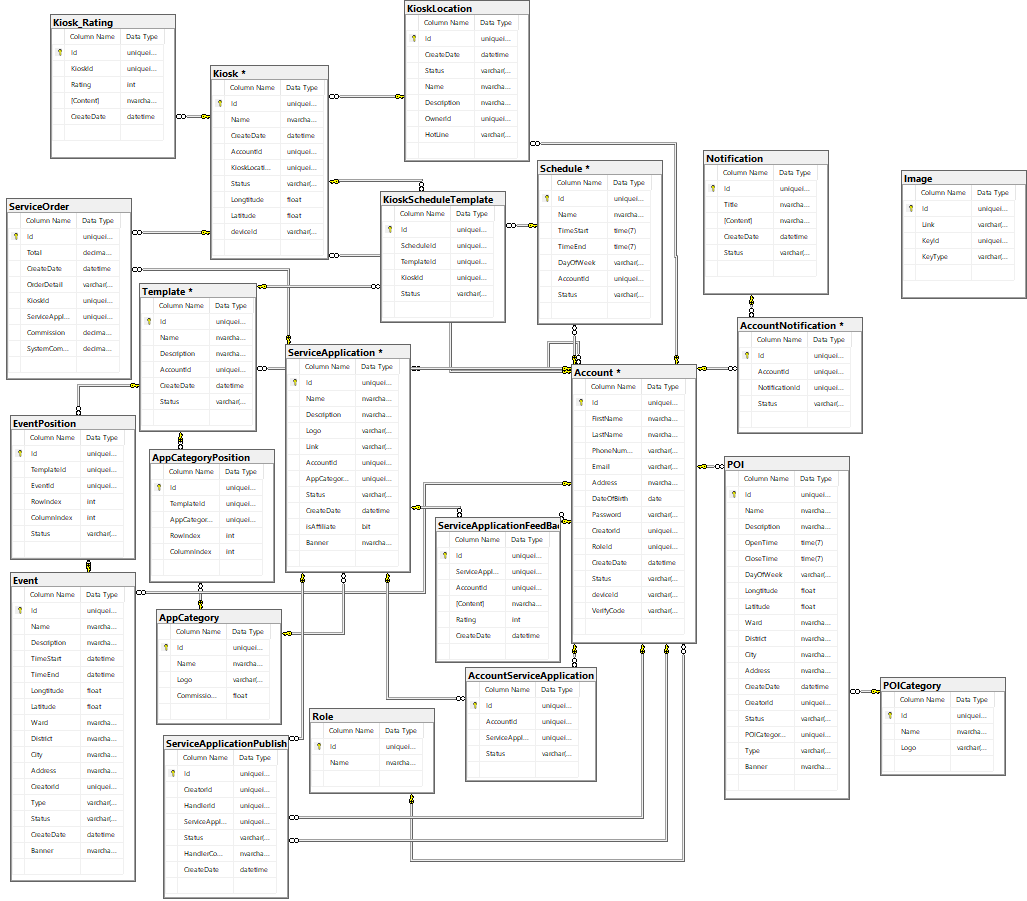 Kiosk_Rating
Column Name Data Type
Id uniquei...
KioskId uniquei...
Rating int
[Content] nvarcha...
CreateDate datetime
KioskLocation
Column Name Data Type
Id uniquei...
CreateDate datetime
Status varchar(...
Name nvarcha...
Description nvarcha...
OwnerId uniquei...
HotLine varchar(...
Kiosk *
Column Name Data Type
Id uniquei...
Name nvarcha...
CreateDate datetime
AccountId uniquei...
KioskLocati... uniquei...
Status varchar(...
Longtitude float
Latitude float
deviceId varchar(...
Schedule *
Column Name Data Type
Id uniquei...
Name nvarcha...
TimeStart time(7)
TimeEnd time(7)
DayOfWeek varchar(...
AccountId uniquei...
Status varchar(...
Notification
Column Name Data Type
Id uniquei...
Title nvarcha...
[Content] nvarcha...
CreateDate datetime
Status varchar(...
Image
Column Name Data Type
Id uniquei...
Link varchar(...
KeyId uniquei...
KeyType varchar(...
ServiceOrder
Column Name Data Type
Id uniquei...
Total decima...
CreateDate datetime
OrderDetail varchar(...
KioskId uniquei...
ServiceAppl... uniquei...
Commission decima...
SystemCom... decima...
KioskScheduleTemplate
Column Name Data Type
Id uniquei...
ScheduleId uniquei...
TemplateId uniquei...
KioskId uniquei...
Status varchar(...
Template *
Column Name Data Type
Id uniquei...
Name nvarcha...
Description nvarcha...
AccountId uniquei...
CreateDate datetime
Status varchar(...
AccountNotification *
Column Name Data Type
Id uniquei...
AccountId uniquei...
NotificationId uniquei...
Status varchar(...
ServiceApplication *
Column Name Data Type
Id uniquei...
Name nvarcha...
Description nvarcha...
Logo varchar(...
Link varchar(...
AccountId uniquei...
AppCategor... uniquei...
Status varchar(...
CreateDate datetime
IsAffiliate bit
Banner nvarcha...
Account *
Column Name Data Type
Id uniquei...
FirstName nvarcha...
LastName nvarcha...
PhoneNum... varchar(...
Email varchar(...
Address nvarcha...
DateOfBirth date
Password varchar(...
CreatorId uniquei...
RoleId uniquei...
CreateDate datetime
Status varchar(...
deviceId varchar(...
VerifyCode varchar(...
EventPosition
Column Name Data Type
Id uniquei...
TemplateId uniquei...
EventId uniquei...
RowIndex int
ColumnIndex int
Status varchar(...
AppCategoryPosition
Column Name Data Type
Id uniquei...
TemplateId uniquei...
AppCategor... uniquei...
RowIndex int
ColumnIndex int
POI
Column Name Data Type
Id uniquei...
Name nvarcha...
Description nvarcha...
OpenTime time(7)
CloseTime time(7)
DayOfWeek varchar(...
Longtitude float
Latitude float
Ward nvarcha...
District nvarcha...
City nvarcha...
Address nvarcha...
CreateDate datetime
CreatorId uniquei...
Status varchar(...
POICategor... uniquei...
Type varchar(...
Banner nvarcha...
ServiceApplicationFeedBac
Column Name Data Type
Id uniquei...
ServiceAppl... uniquei...
AccountId uniquei...
[Content] nvarcha...
Rating int
CreateDate datetime
Event
Column Name Data Type
Id uniquei...
Name nvarcha...
Description nvarcha...
TimeStart datetime
TimeEnd datetime
Longtitude float
Latitude float
Ward nvarcha...
District nvarcha...
City nvarcha...
Address nvarcha...
CreatorId uniquei...
Type varchar(...
Status varchar(...
CreateDate datetime
Banner nvarcha...
AppCategory
Column Name Data Type
Id uniquei...
Name nvarcha...
Logo varchar(...
Commissio... float
AccountServiceApplication
Column Name Data Type
Id uniquei...
AccountId uniquei...
ServiceAppl... uniquei...
Status varchar(...
POICategory
Column Name Data Type
Id uniquei...
Name nvarcha...
Logo varchar(...
Role
Column Name Data Type
Id uniquei...
Name nvarcha...
ServiceApplicationPublish
Column Name Data Type
Id uniquei...
CreatorId uniquei...
HandlerId uniquei...
ServiceAppl... uniquei...
Status varchar(...
HandlerCo... nvarcha...
CreateDate datetime